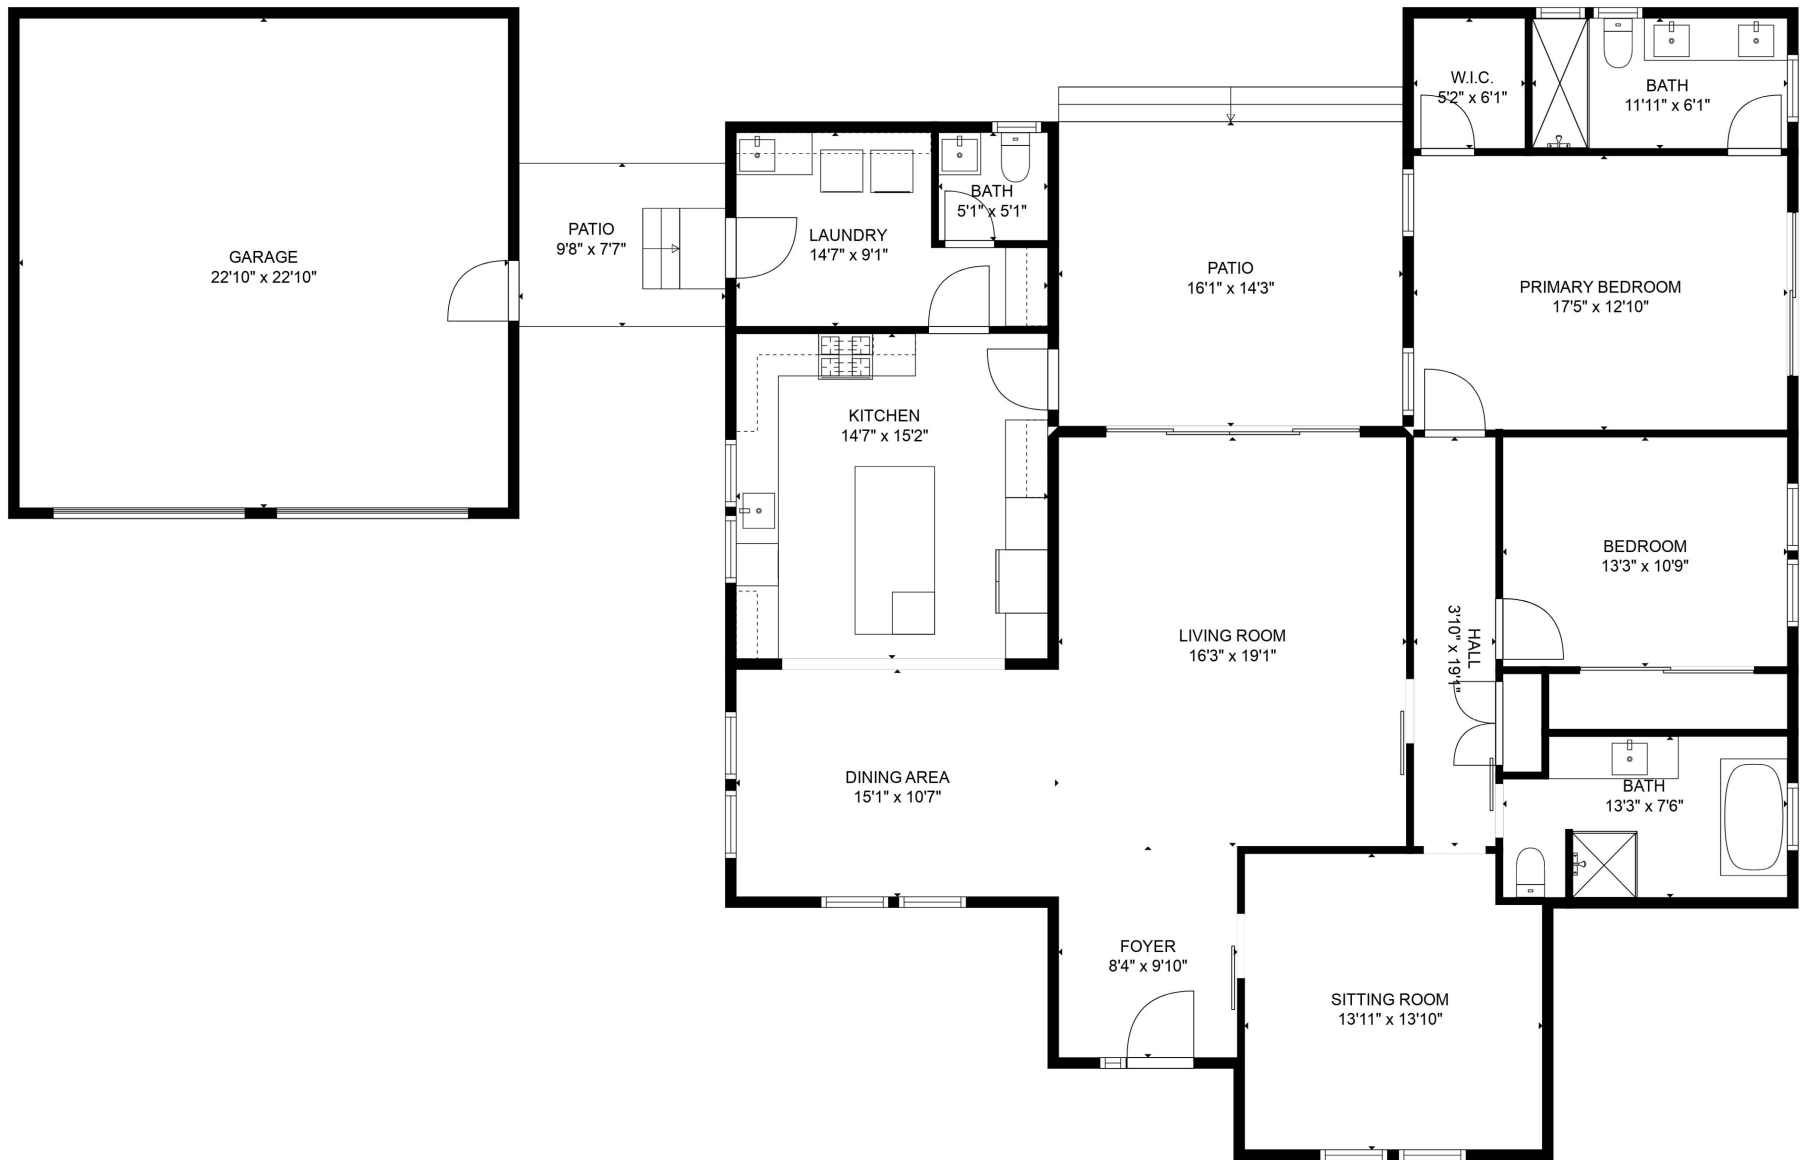 W.I.C.
5'2" x 6'1"
BATH
11'11" x 6'1"
BATH
5'1" x 5'1"
LAUNDRY
14'7" x 9'1"
PATIO
9'8" x 7'7"
GARAGE
22'10" x 22'10"
PATIO
16'1" x 14'3"
PRIMARY BEDROOM
17'5" x 12'10"
KITCHEN
14'7" x 15'2"
BEDROOM
13'3" x 10'9"
LIVING ROOM
16'3" x 19'1"
HALL
3'10" x 19'1"
DINING AREA
15'1" x 10'7"
BATH
13'3" x 7'6"
FOYER
8'4" x 9'10"
SITTING ROOM
13'11" x 13'10"